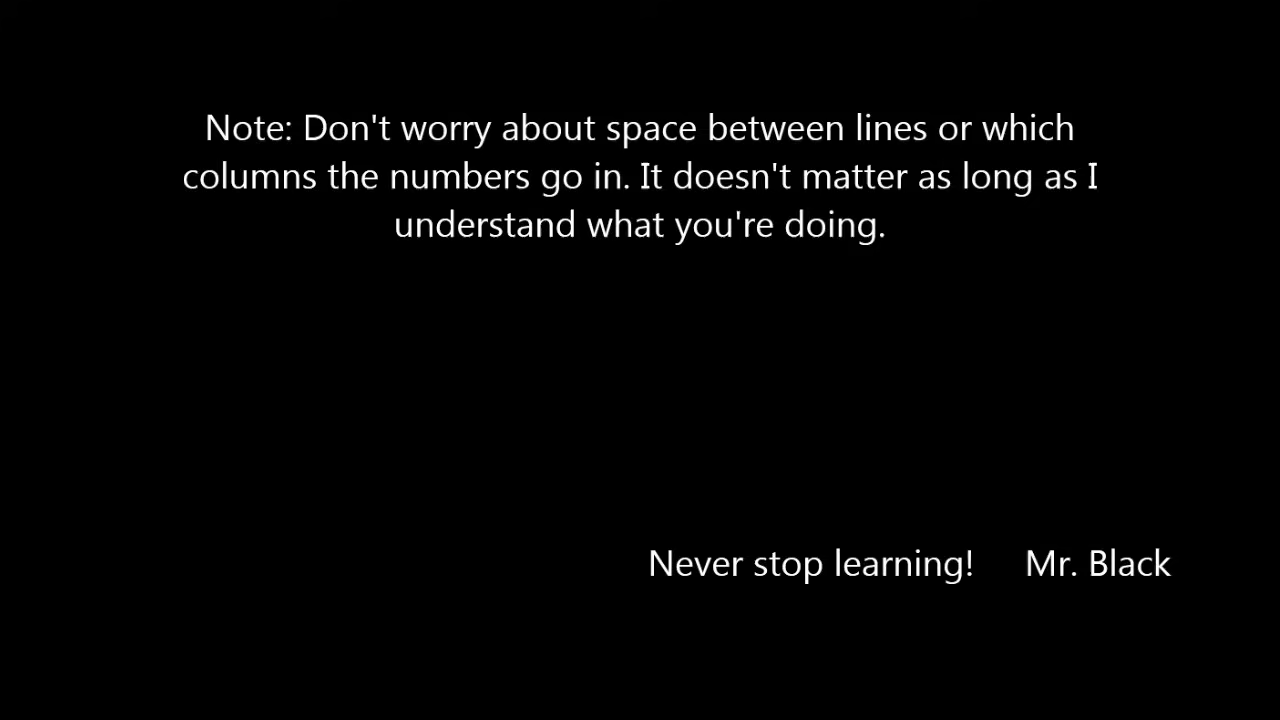 Note: Don't worry about space between lines or which
columns the numbers go in. It doesn't matter as long as I
understand what you're doing.
Never stop learning! Mr. Black